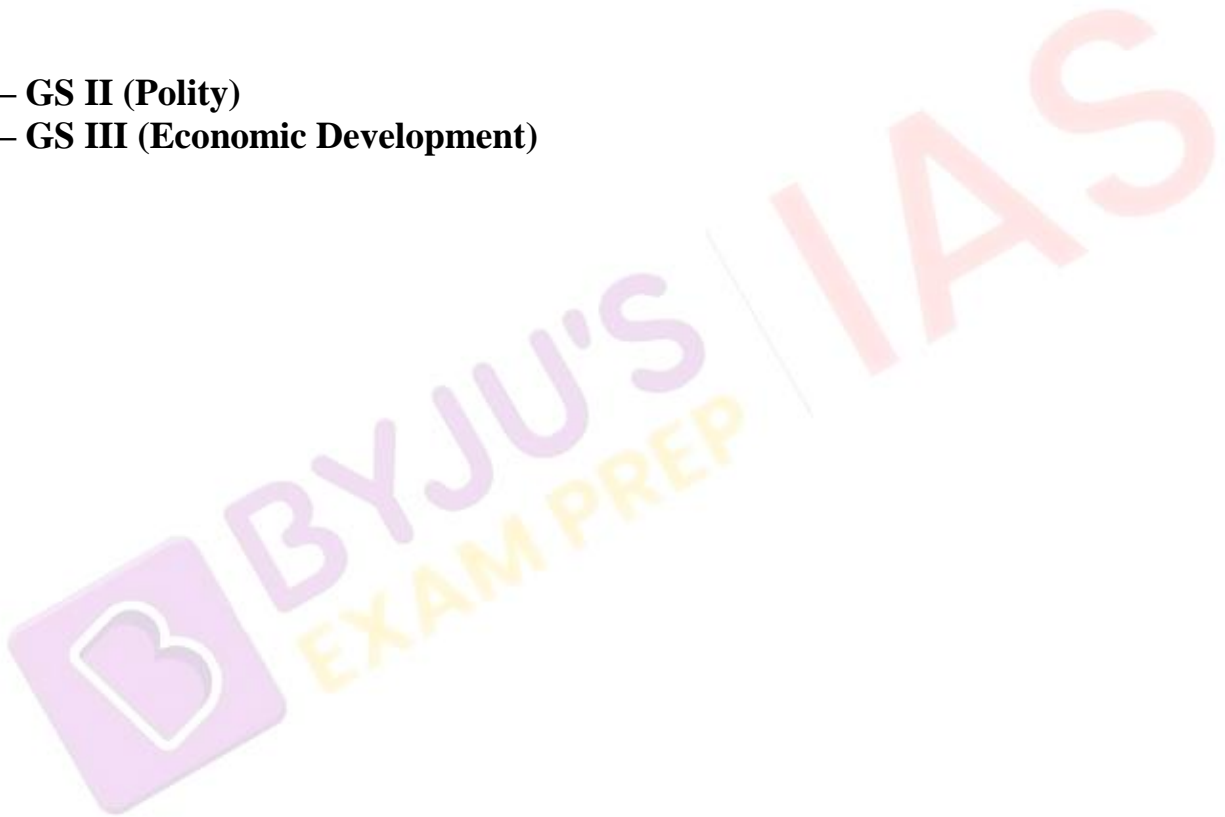 – GS II (Polity)
– GS III (Economic Development)
BYJU'S
EXAM PREP
IAS